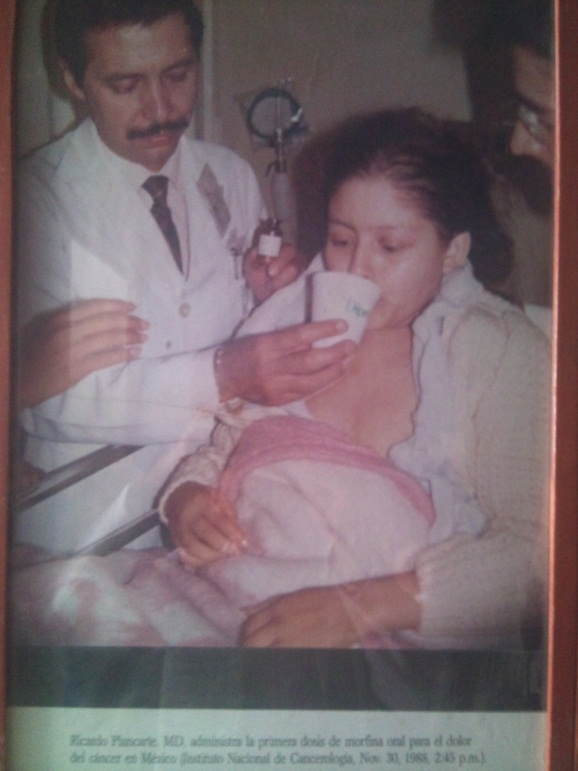 Ricardo Plancarte, MD, administra la primera dosis de morfina oral para el dolor
del cáncer en México (Instituto Nacional de Cancerología, Nov. 30, 1988, 2:45 p.m.).